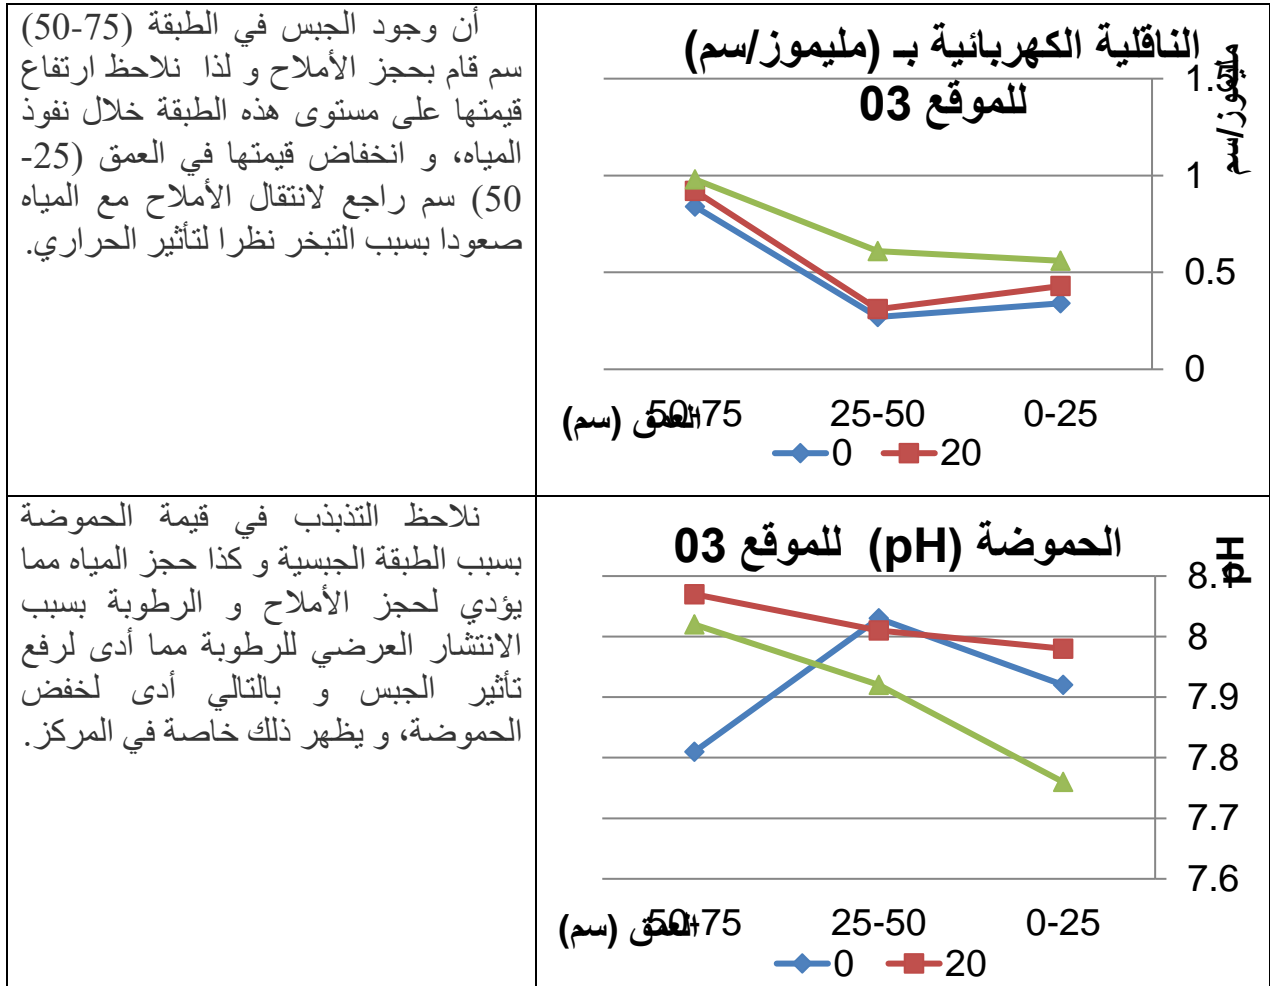 أن وجود الجبس في الطبقة (50-75)
سم قام بحجز الأملاح و لذا نلاحظ ارتفاع
قيمتها على مستوى هذه الطبقة خلال نفوذ
المياه، و انخفاض قيمتها في العمق (25-
50) سم راجع لانتقال الأملاح مع المياه
صعودا بسبب التبخر نظرا لتأثير الحراري.
الناقلية الكهربائية بـ (مليموز/سم)
للموقع 03
مليموز/سم
1.5
1
0.5
0
50-75 25-50 0-25
العمق (سم)
0 20
نلاحظ التذبذب في قيمة الحموضة
بسبب الطبقة الجبسية و كذا حجز المياه مما
يؤدي لحجز الأملاح و الرطوبة بسبب
الانتشار العرضي للرطوبة مما أدى لرفع
تأثير الجبس و بالتالي أدى لخفض
الحموضة، و يظهر ذلك خاصة في المركز.
الحموضة (pH) للموقع 03
pH
8.1
8
7.9
7.8
7.7
7.6
50-75 25-50 0-25
العمق (سم)
0 20